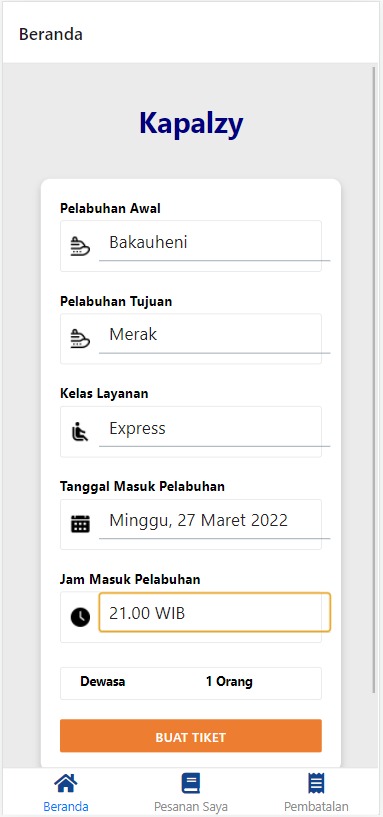 Beranda
Kapalzy
Pelabuhan Awal
Bakauheni
Pelabuhan Tujuan
Merak
Kelas Layanan
Express
Tanggal Masuk Pelabuhan
Minggu, 27 Maret 2022
Jam Masuk Pelabuhan
21.00 WIB
Dewasa 1 Orang
BUAT TIKET
Beranda Pesanan Saya Pembatalan